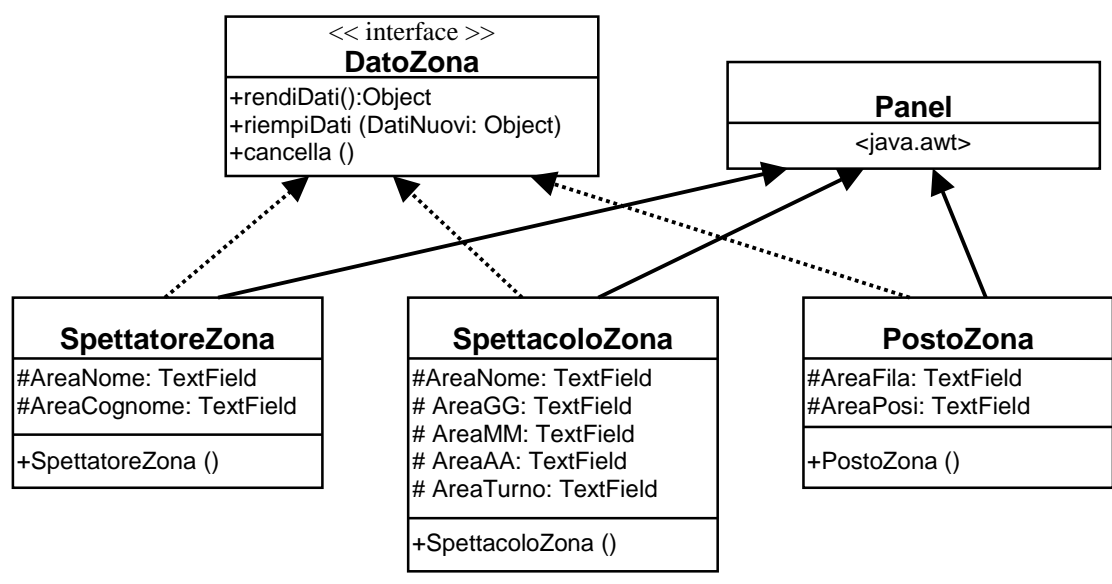 << interface >>
DatoZona
+rendiDati():Object
+riempiDati (DatiNuovi: Object)
+cancella ()
Panel
<java.awt>
SpettatoreZona
#AreaNome: TextField
#AreaCognome: TextField
+SpettatoreZona ()
SpettacoloZona
#AreaNome: TextField
# AreaGG: TextField
# AreaMM: TextField
# AreaAA: TextField
# AreaTurno: TextField
+SpettacoloZona ()
PostoZona
#AreaFila: TextField
#AreaPosi: TextField
+PostoZona ()